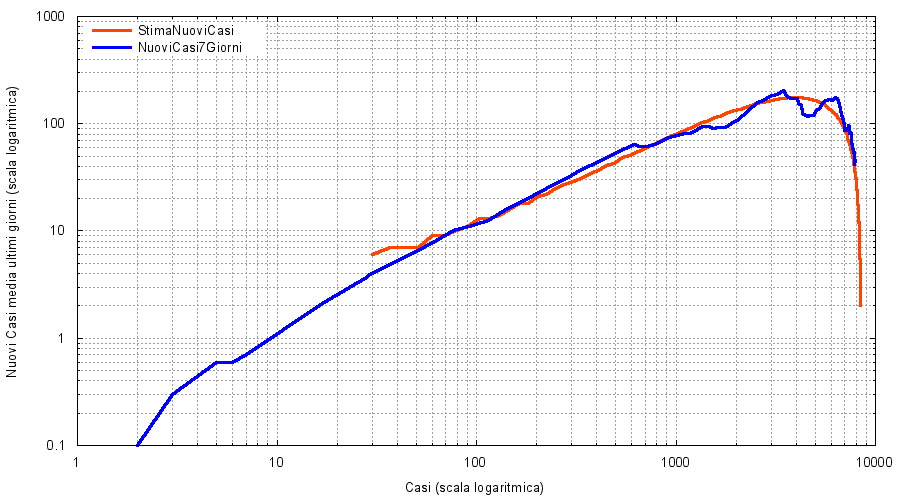 1000
100
10
1
0.1
Nuovi Casi media ultimi giorni (scala logaritmica)
StimaNuoviCasi
NuoviCasi7Giorni
1 10 100 1000 10000
Casi (scala logaritmica)